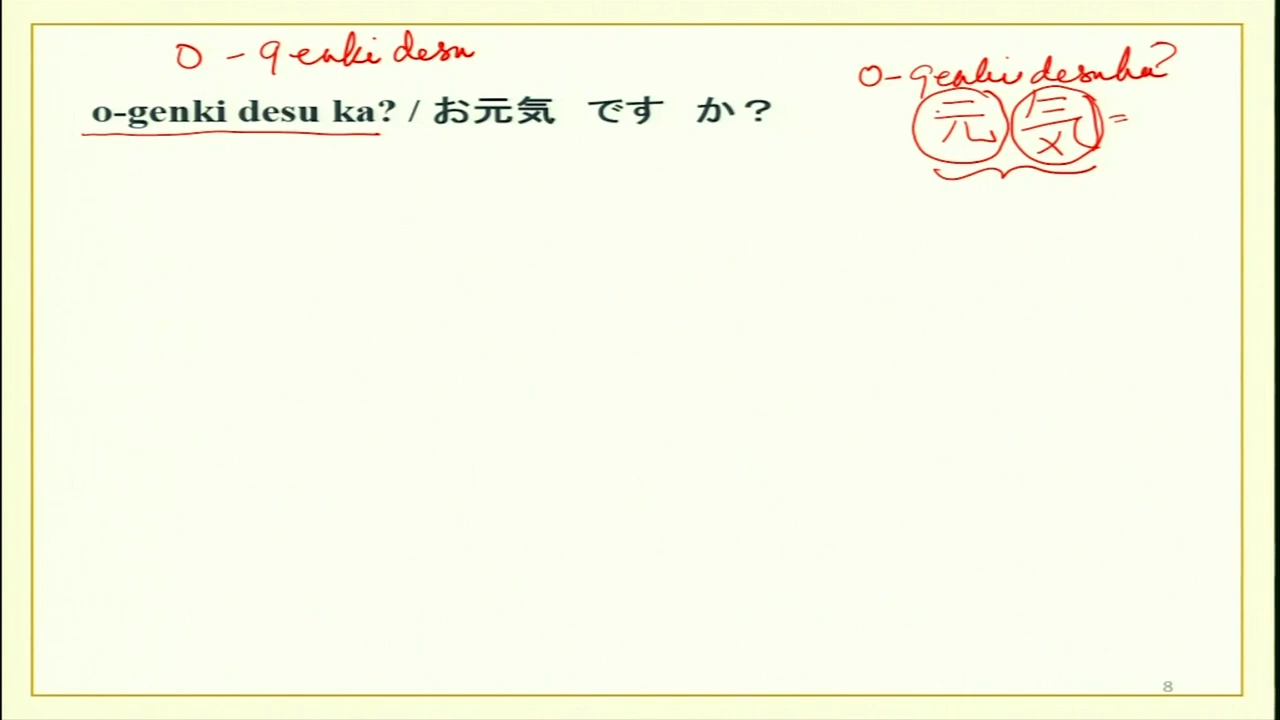 o-genki desu
o-genki desu ka?
o-genki desu ka? / お元気 です か？
元気 =
8